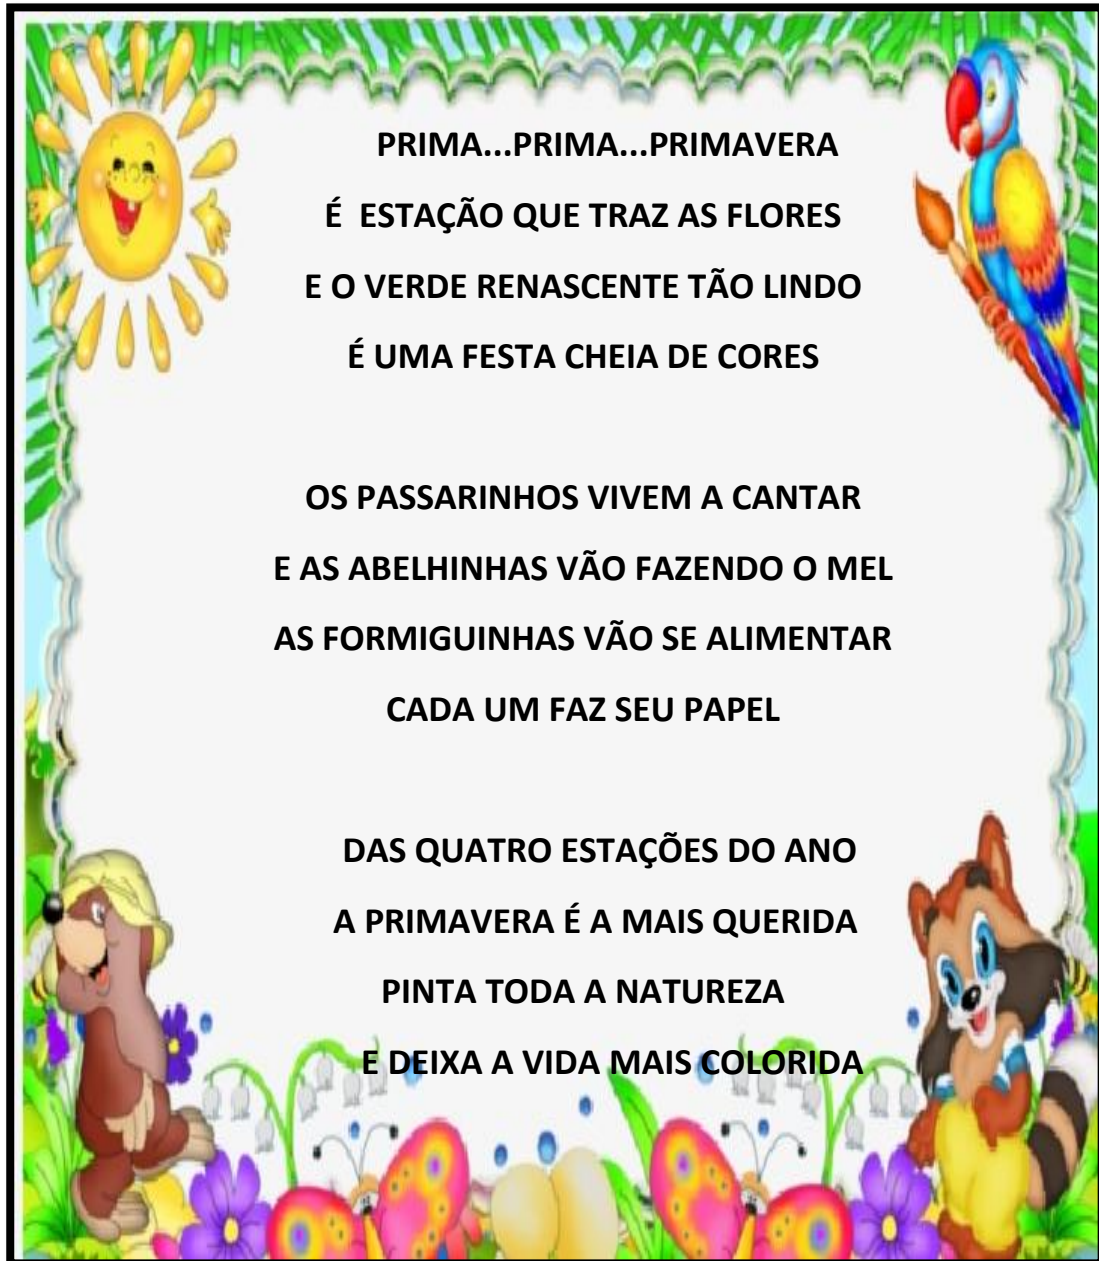 PRIMA...PRIMA...PRIMAVERA
É ESTAÇÃO QUE TRAZ AS FLORES
E O VERDE RENASCENTE TÃO LINDO
É UMA FESTA CHEIA DE CORES
OS PASSARINHOS VIVEM A CANTAR
E AS ABELHINHAS VÃO FAZENDO O MEL
AS FORMIGUINHAS VÃO SE ALIMENTAR
CADA UM FAZ SEU PAPEL
DAS QUATRO ESTAÇÕES DO ANO
A PRIMAVERA É A MAIS QUERIDA
PINTA TODA A NATUREZA
E DEIXA A VIDA MAIS COLORIDA